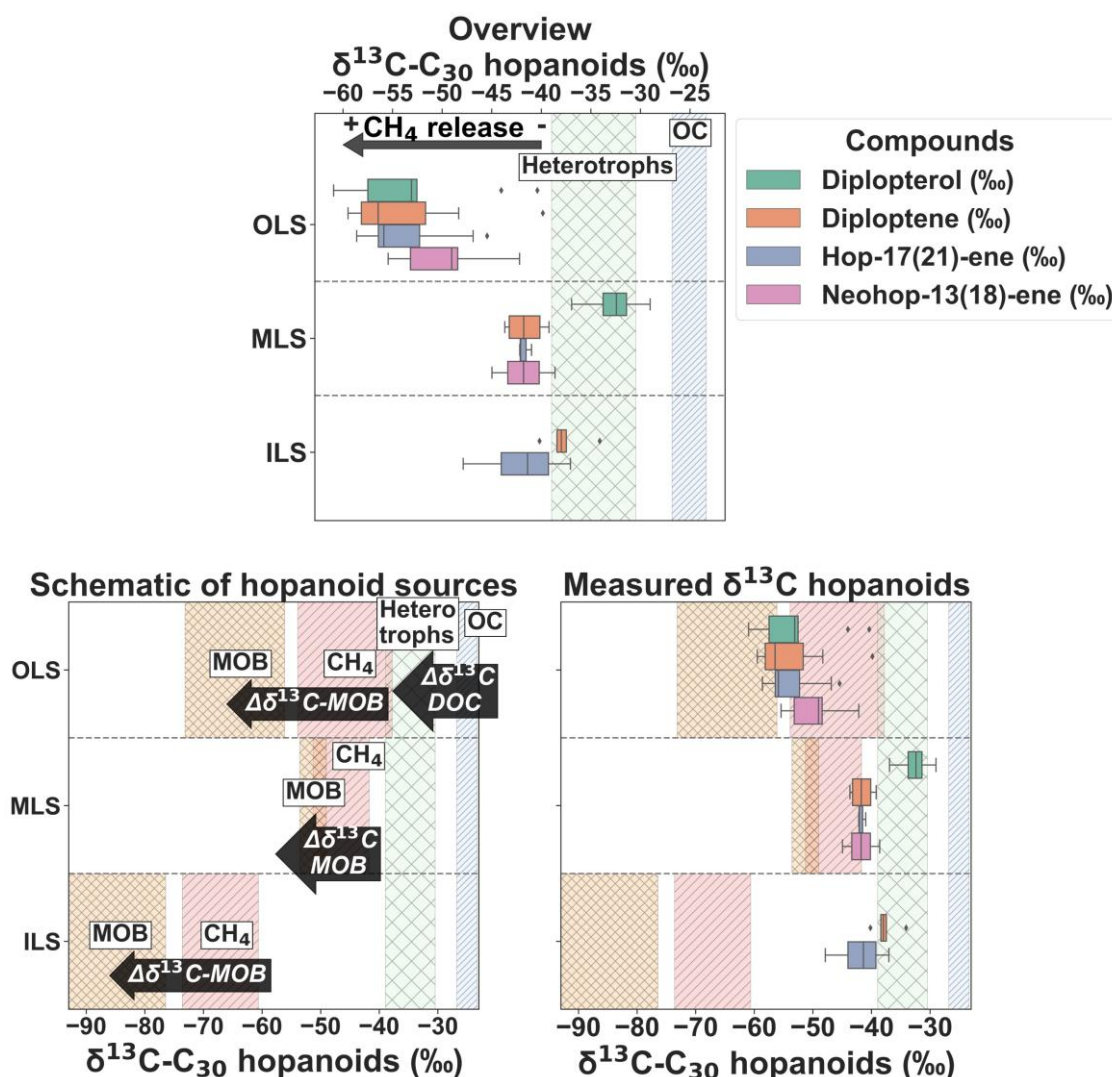 Overview
δ¹³C-C₃₀ hopanoids (‰)
−60 −55 −50 −45 −40 −35 −30 −25
+ CH₄ release -
OC
Heterotrophs
OLS
MLS
ILS
Compounds
Diplopterol (‰)
Diploptene (‰)
Hop-17(21)-ene (‰)
Neohop-13(18)-ene (‰)
Schematic of hopanoid sources
Hetero
trophs
OC
MOB
CH₄
Δδ¹³C
DOC
Δδ¹³C-MOB
OLS
CH₄
MOB
Δδ¹³C
MOB
MLS
MOB
CH₄
Δδ¹³C-MOB
ILS
−90 −80 −70 −60 −50 −40 −30
δ¹³C-C₃₀ hopanoids (‰)
Measured δ¹³C hopanoids
OLS
MLS
ILS
−90 −80 −70 −60 −50 −40 −30
δ¹³C-C₃₀ hopanoids (‰)